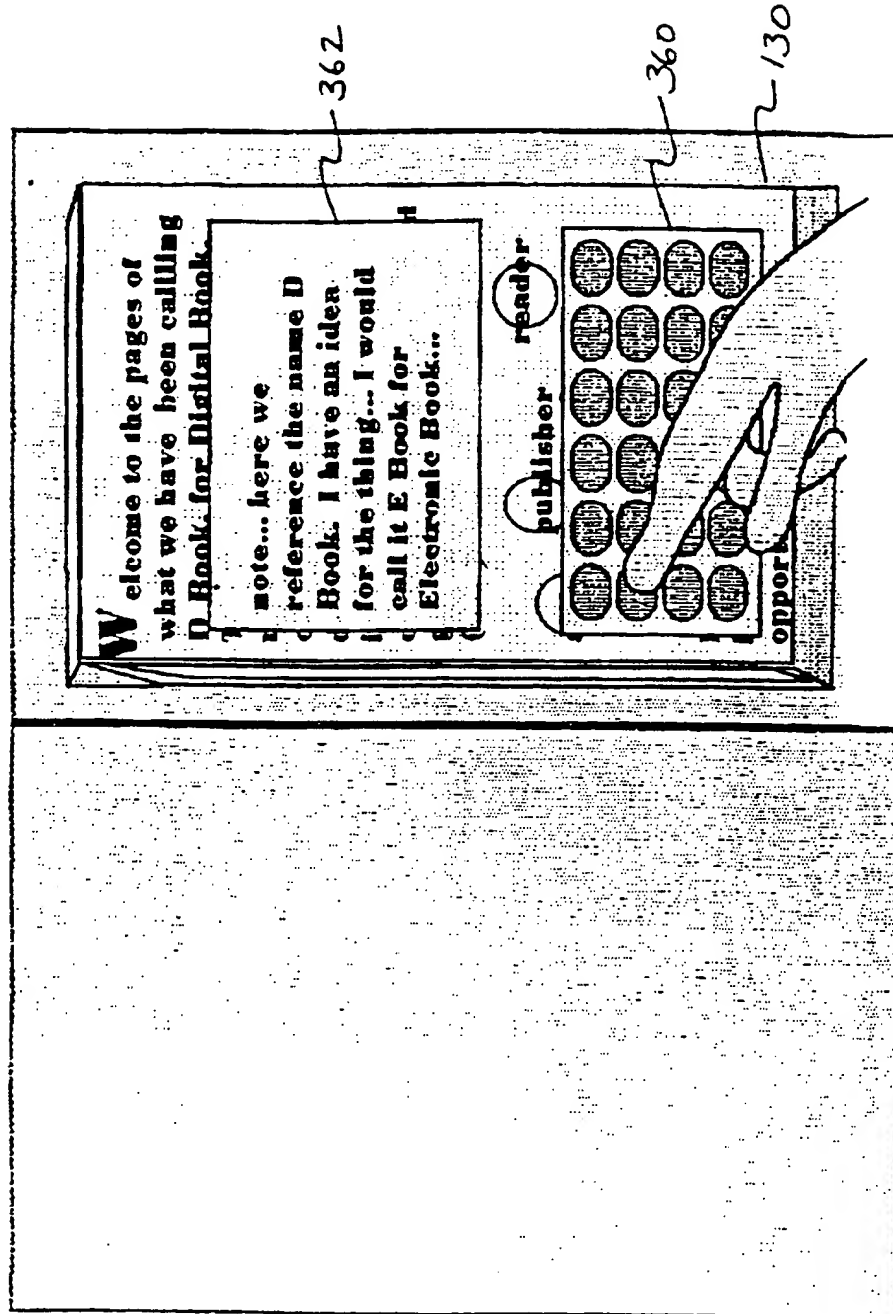 Welcome to the pages of
what we have been callling
D Book, for Digital Book.
note... here we
reference the name D
Book. I have an idea
for the thing... I would
call it E Book for
Electronic Book...
publisher
reader
oppor
362
360
130